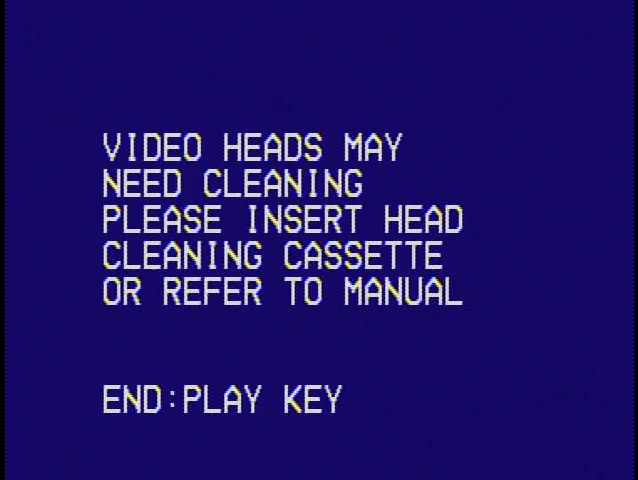 VIDEO HEADS MAY
NEED CLEANING
PLEASE INSERT HEAD
CLEANING CASSETTE
OR REFER TO MANUAL
END:PLAY KEY